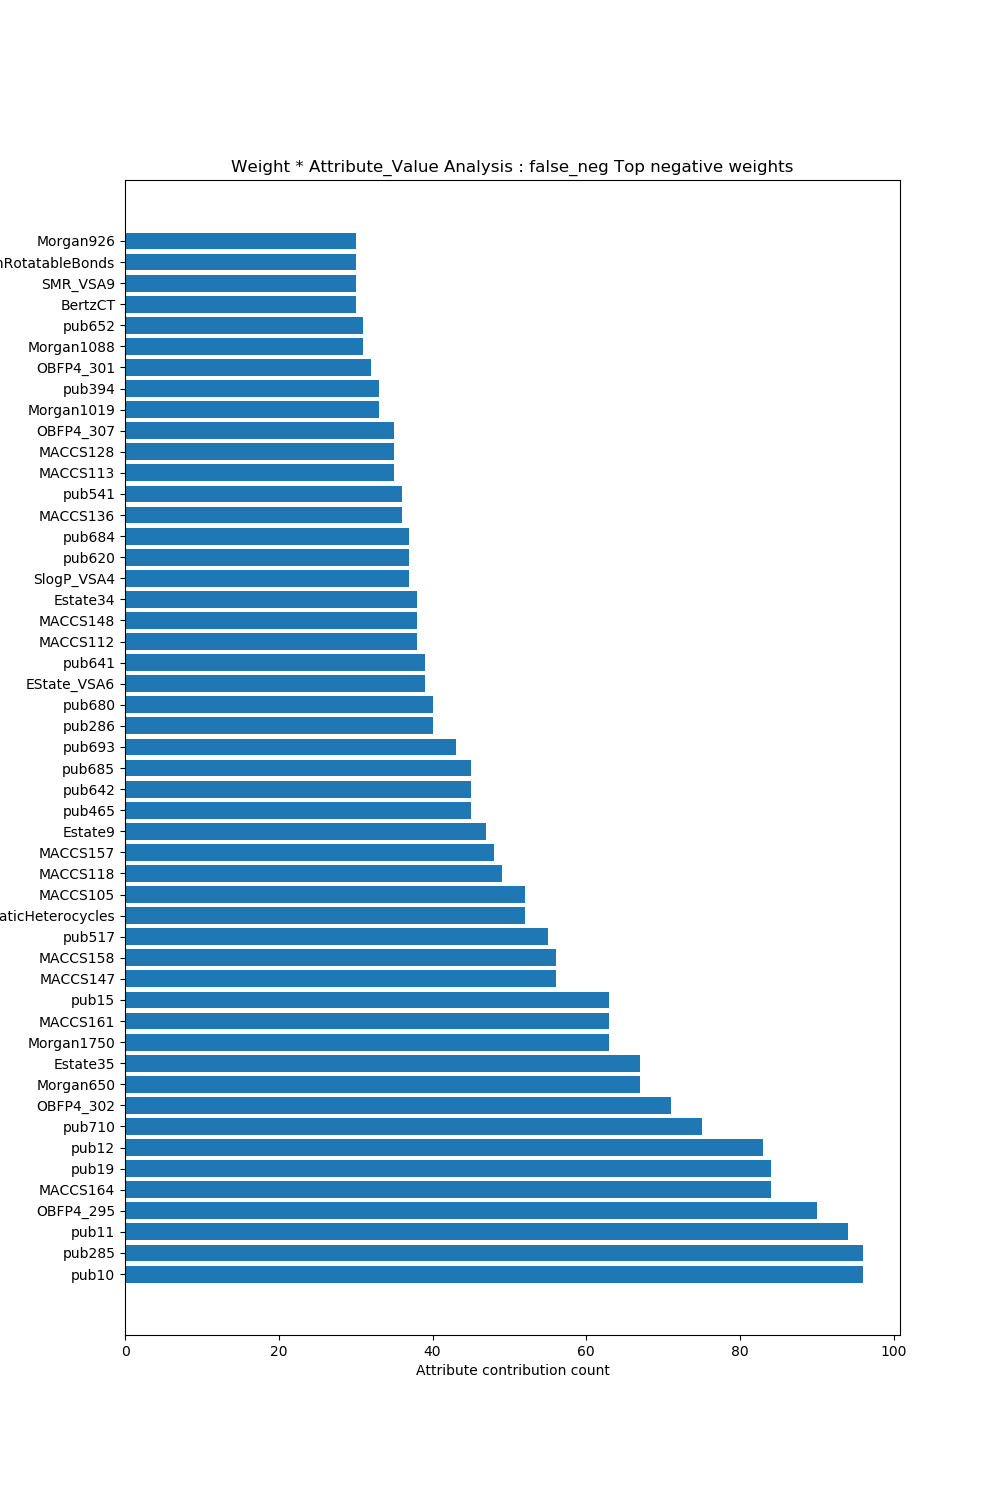 Weight * Attribute_Value Analysis : false_neg Top negative weights
Morgan926
nRotatableBonds
SMR_VSA9
BertzCT
pub652
Morgan1088
OBFP4_301
pub394
Morgan1019
OBFP4_307
MACCS128
MACCS113
pub541
MACCS136
pub684
pub620
SlogP_VSA4
Estate34
MACCS148
MACCS112
pub641
EState_VSA6
pub680
pub286
pub693
pub685
pub642
pub465
Estate9
MACCS157
MACCS118
MACCS105
aticHeterocycles
pub517
MACCS158
MACCS147
pub15
MACCS161
Morgan1750
Estate35
Morgan650
OBFP4_302
pub710
pub12
pub19
MACCS164
OBFP4_295
pub11
pub285
pub10
0 20 40 60 80 100
Attribute contribution count